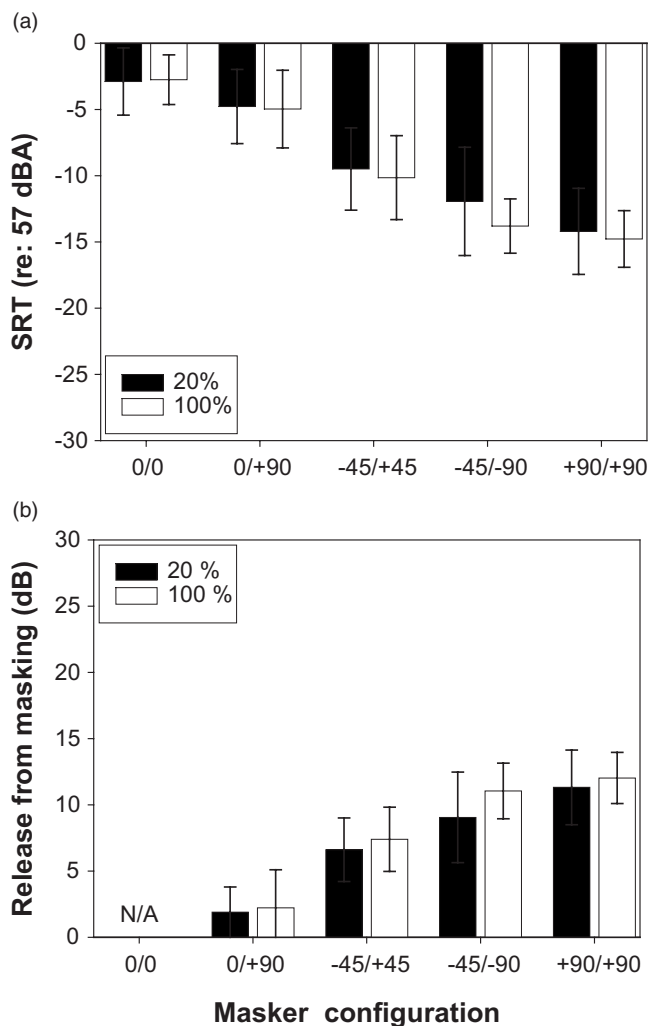 (a)
SRT (re: 57 dBA)
0
-5
-10
-15
-20
-25
-30
20%
100%
0/0 0/+90 -45/+45 -45/-90 +90/+90
(b)
Release from masking (dB)
30
25
20
15
10
5
0
20 %
100 %
N/A
0/0 0/+90 -45/+45 -45/-90 +90/+90
Masker configuration